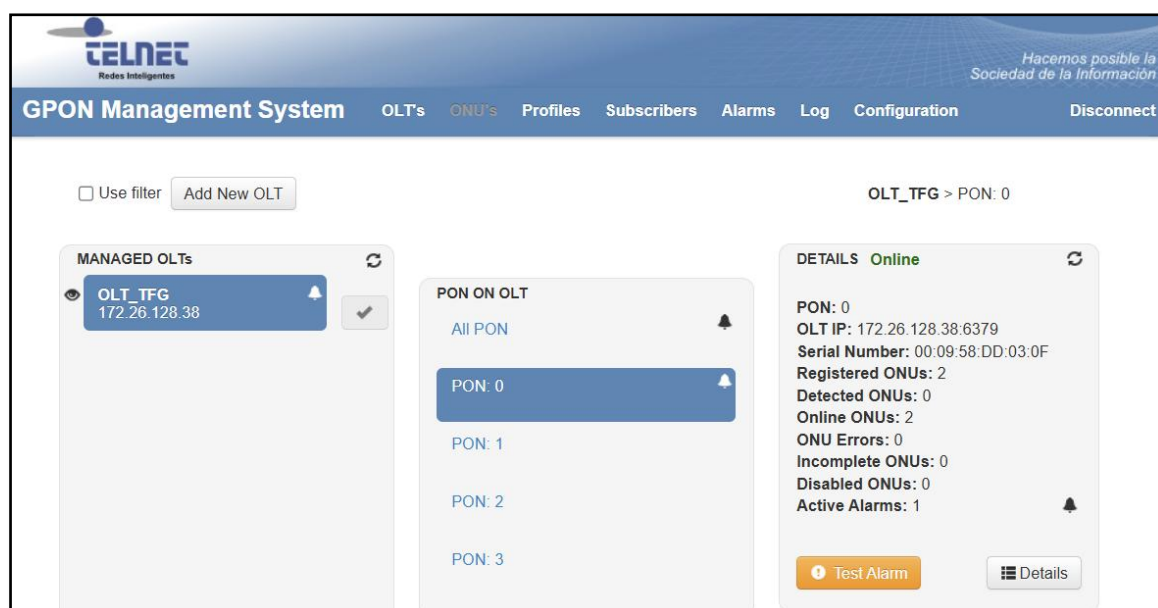 TELNET
Redes Inteligentes
Hacemos posible la
Sociedad de la Información
GPON Management System OLT's ONU's Profiles Subscribers Alarms Log Configuration Disconnect
Use filter Add New OLT
OLT_TFG > PON: 0
MANAGED OLTs
OLT_TFG
172.26.128.38
PON ON OLT
All PON
PON: 0
PON: 1
PON: 2
PON: 3
DETAILS Online
PON: 0
OLT IP: 172.26.128.38:6379
Serial Number: 00:09:58:DD:03:0F
Registered ONUs: 2
Detected ONUs: 0
Online ONUs: 2
ONU Errors: 0
Incomplete ONUs: 0
Disabled ONUs: 0
Active Alarms: 1
Test Alarm Details